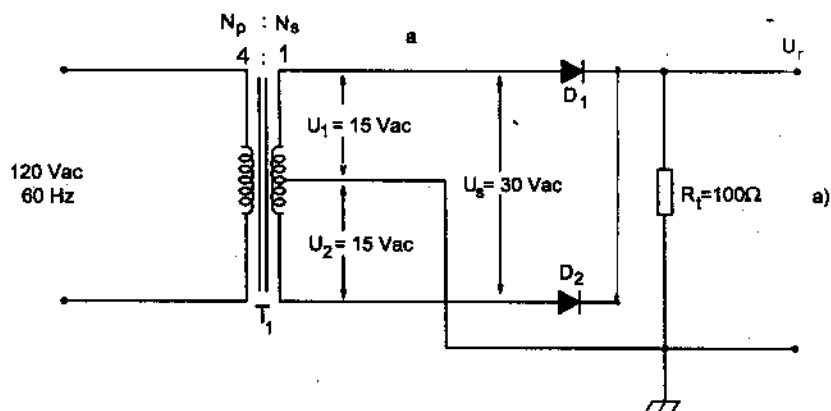 Np : Ns
4 : 1
a
Ur
D1
U1 = 15 Vac
120 Vac
60 Hz
Us= 30 Vac
Rt=100Ω
a)
U2 = 15 Vac
D2
T1